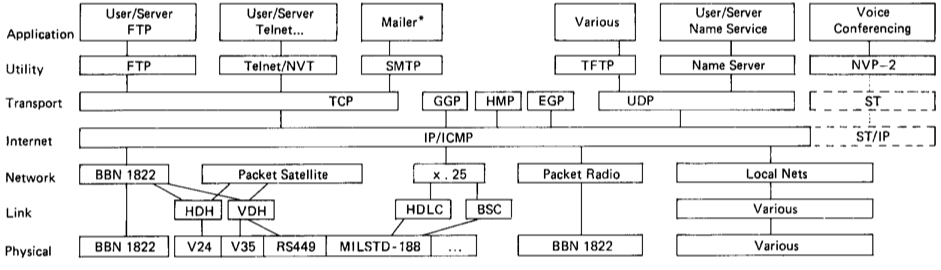 Application User/Server FTP User/Server Telnet... Mailer* Various User/Server Name Service Voice Conferencing
Utility FTP Telnet/NVT SMTP TFTP Name Server NVP-2
Transport TCP GGP HMP EGP UDP ST
Internet IP/ICMP ST/IP
Network BBN 1822 Packet Satellite x.25 Packet Radio Local Nets
Link HDH VDH HDLC BSC Various
Physical BBN 1822 V24 V35 RS449 MILSTD-188 ... BBN 1822 Various